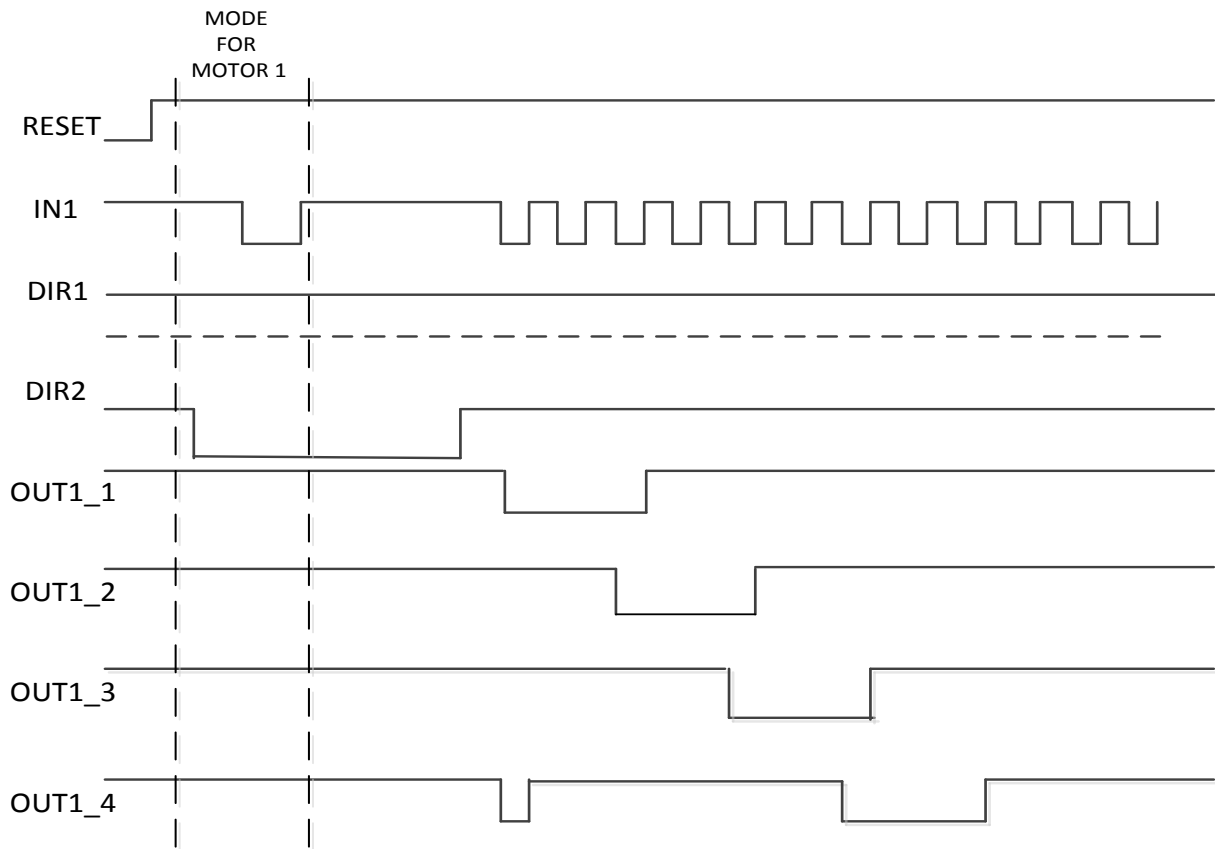 MODE
FOR
MOTOR 1
RESET
IN1
DIR1
DIR2
OUT1_1
OUT1_2
OUT1_3
OUT1_4